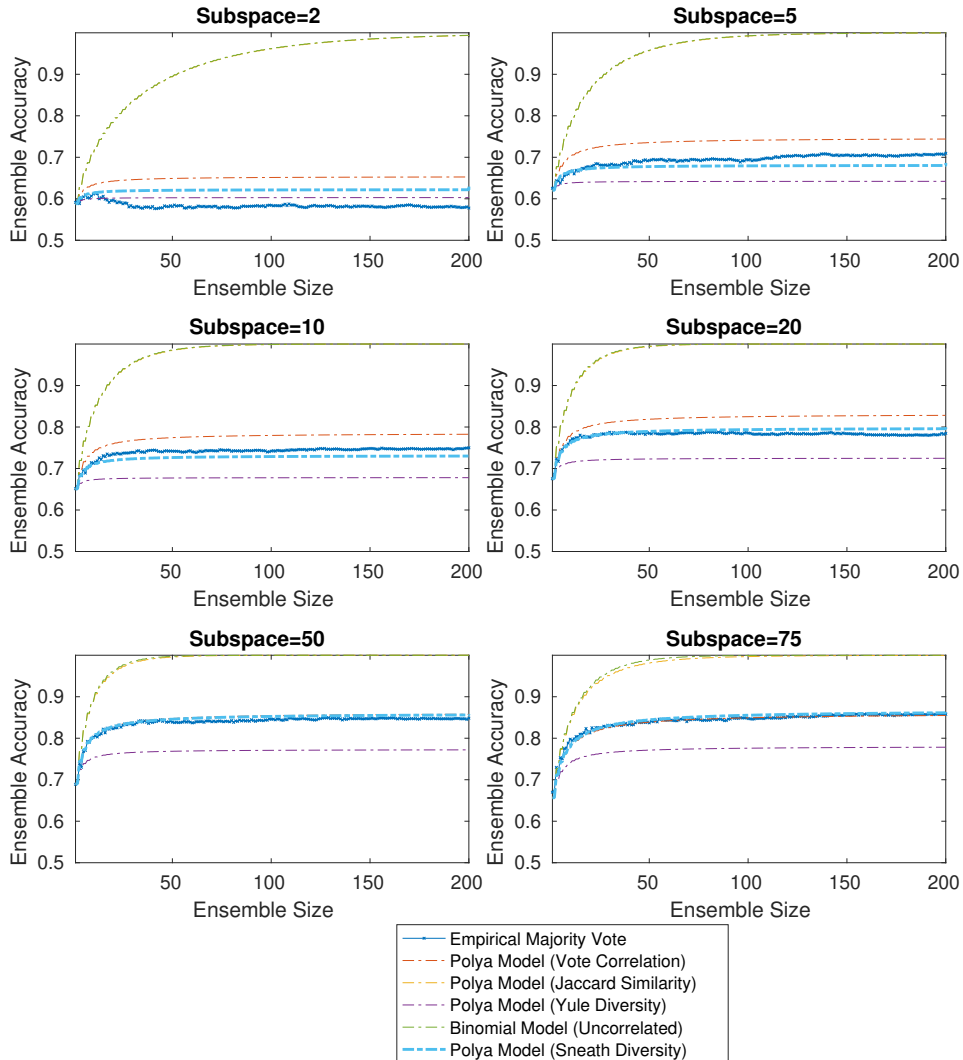 Subspace=2
Ensemble Accuracy
0.9
0.8
0.7
0.6
0.5
50 100 150 200
Ensemble Size
Subspace=5
Ensemble Accuracy
0.9
0.8
0.7
0.6
0.5
50 100 150 200
Ensemble Size
Subspace=10
Ensemble Accuracy
0.9
0.8
0.7
0.6
0.5
50 100 150 200
Ensemble Size
Subspace=20
Ensemble Accuracy
0.9
0.8
0.7
0.6
0.5
50 100 150 200
Ensemble Size
Subspace=50
Ensemble Accuracy
0.9
0.8
0.7
0.6
0.5
50 100 150 200
Ensemble Size
Subspace=75
Ensemble Accuracy
0.9
0.8
0.7
0.6
0.5
50 100 150 200
Ensemble Size
Empirical Majority Vote
Polya Model (Vote Correlation)
Polya Model (Jaccard Similarity)
Polya Model (Yule Diversity)
Binomial Model (Uncorrelated)
Polya Model (Sneath Diversity)